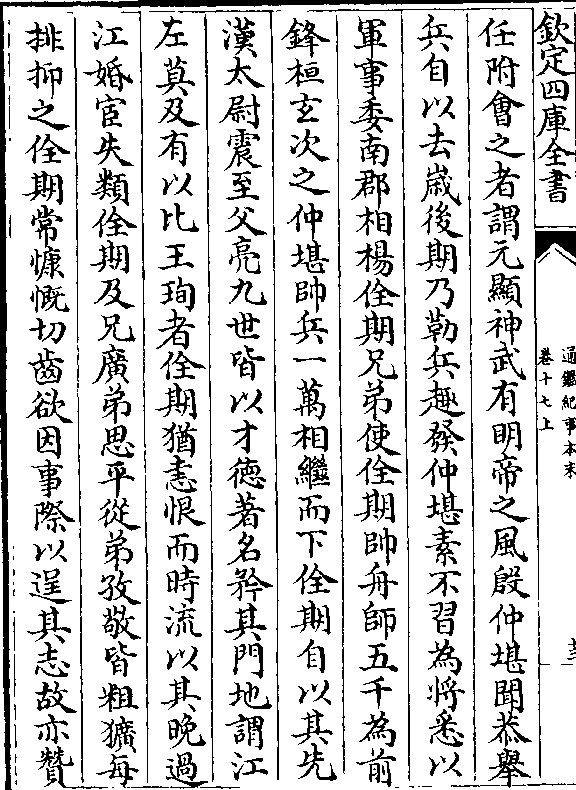 欽定四庫全書
通鑑紀事本末
卷十七上
任附會之者謂元顯神武有明帝之風殷仲堪聞恭舉
兵自以去嵗後期乃勒兵趣發仲堪素不習為將悉以
軍事委南郡相楊佺期兄弟使佺期帥舟師五千為前
鋒桓玄次之仲堪帥兵一萬相繼而下佺期自以其先
漢太尉震至父亮九世皆以才徳著名矜其門地謂江
左莫及有以比王珣者佺期猶恚恨而時流以其晚過
江婚宦失類佺期及兄廣弟思平從弟孜敬皆粗獷每
排抑之佺期常慷慨切齒欲因事際以逞其志故亦贊